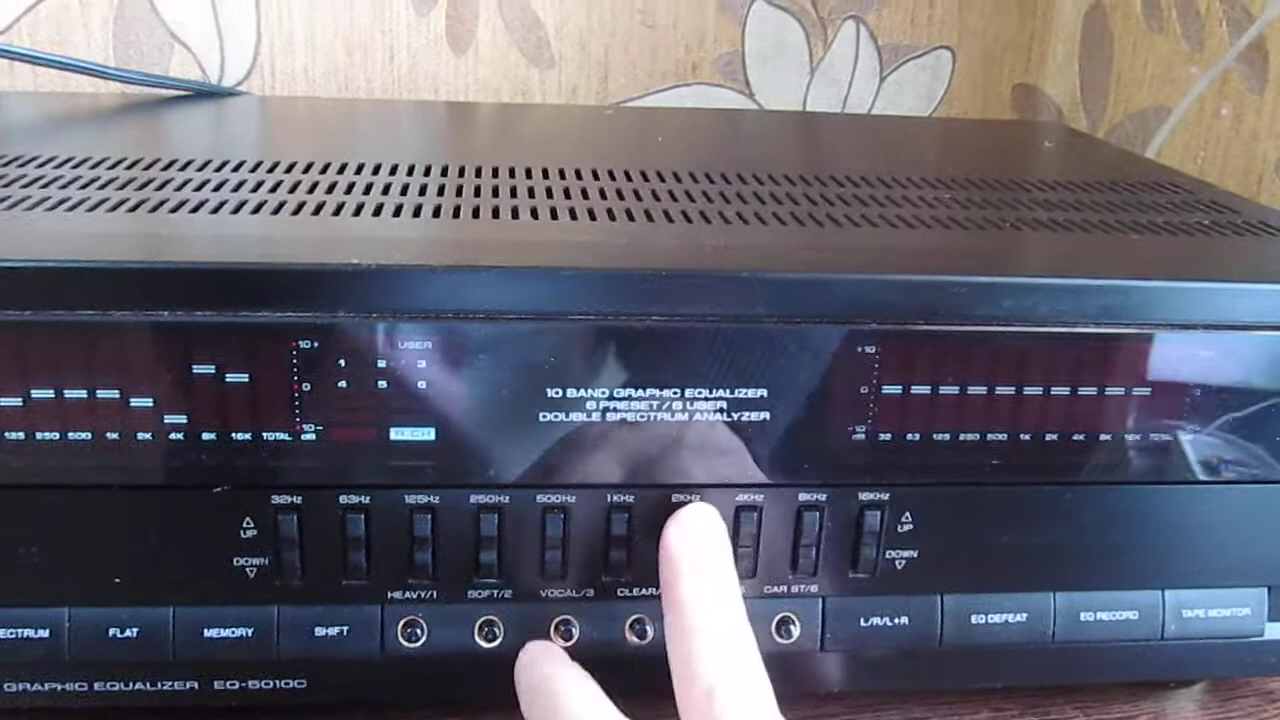 10+ USER
1 2 3
0 4 5 6
10-
dB R.CH
125 250 500 1K 2K 4K 8K 16K TOTAL
10 BAND GRAPHIC EQUALIZER
6 PRESET / 6 USER
DOUBLE SPECTRUM ANALYZER
+10
0
-10
dB 32 63 125 250 500 1K 2K 4K 8K 16K TOTAL
32Hz 63Hz 125Hz 250Hz 500Hz 1KHz 2KHz 4KHz 8KHz 16KHz
UP UP
DOWN DOWN
HEAVY/1 SOFT/2 VOCAL/3 CLEAR CAR ST/6
ECTRUM FLAT MEMORY SHIFT L/R/L+R EQ DEFEAT EQ RECORD TAPE MONITOR
GRAPHIC EQUALIZER EQ-5010C